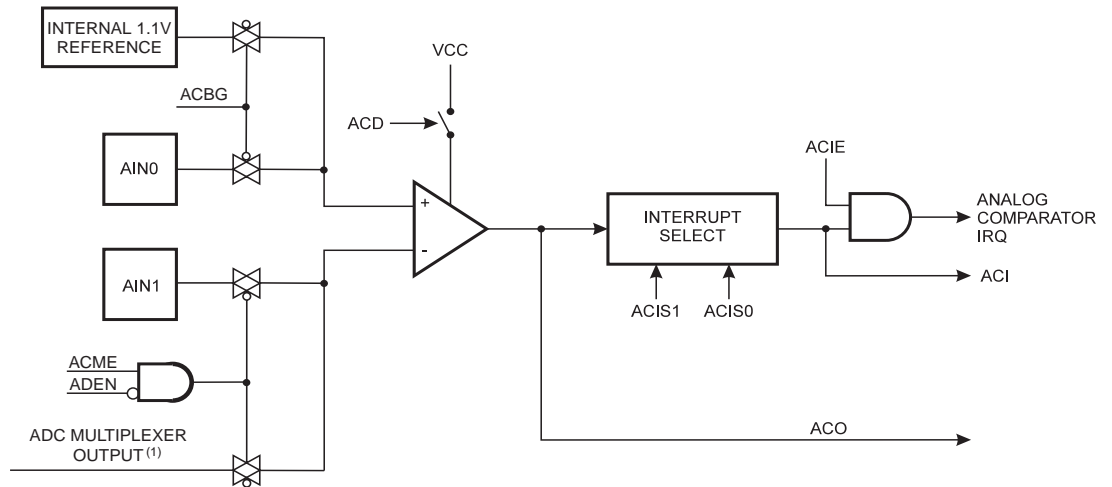 INTERNAL 1.1V
REFERENCE
VCC
ACBG
ACD
AIN0
ACIE
+
-
INTERRUPT
SELECT
ANALOG
COMPARATOR
IRQ
AIN1
ACI
ACIS1 ACIS0
ACME
ADEN
ADC MULTIPLEXER
OUTPUT (1)
ACO